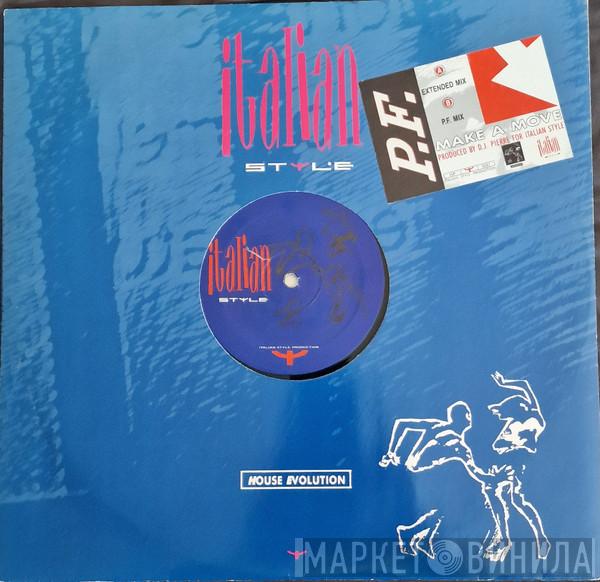 italian
STYLE
P.F.
A
EXTENDED MIX
B
P.F. MIX
MAKE A MOVE
PRODUCED BY D.J. PIERRE FOR ITALIAN STYLE
italian
italian
STYLE
ITALIAN STYLE PRODUCTION
HOUSE EVOLUTION
МАРКЕТ ВИНИЛА